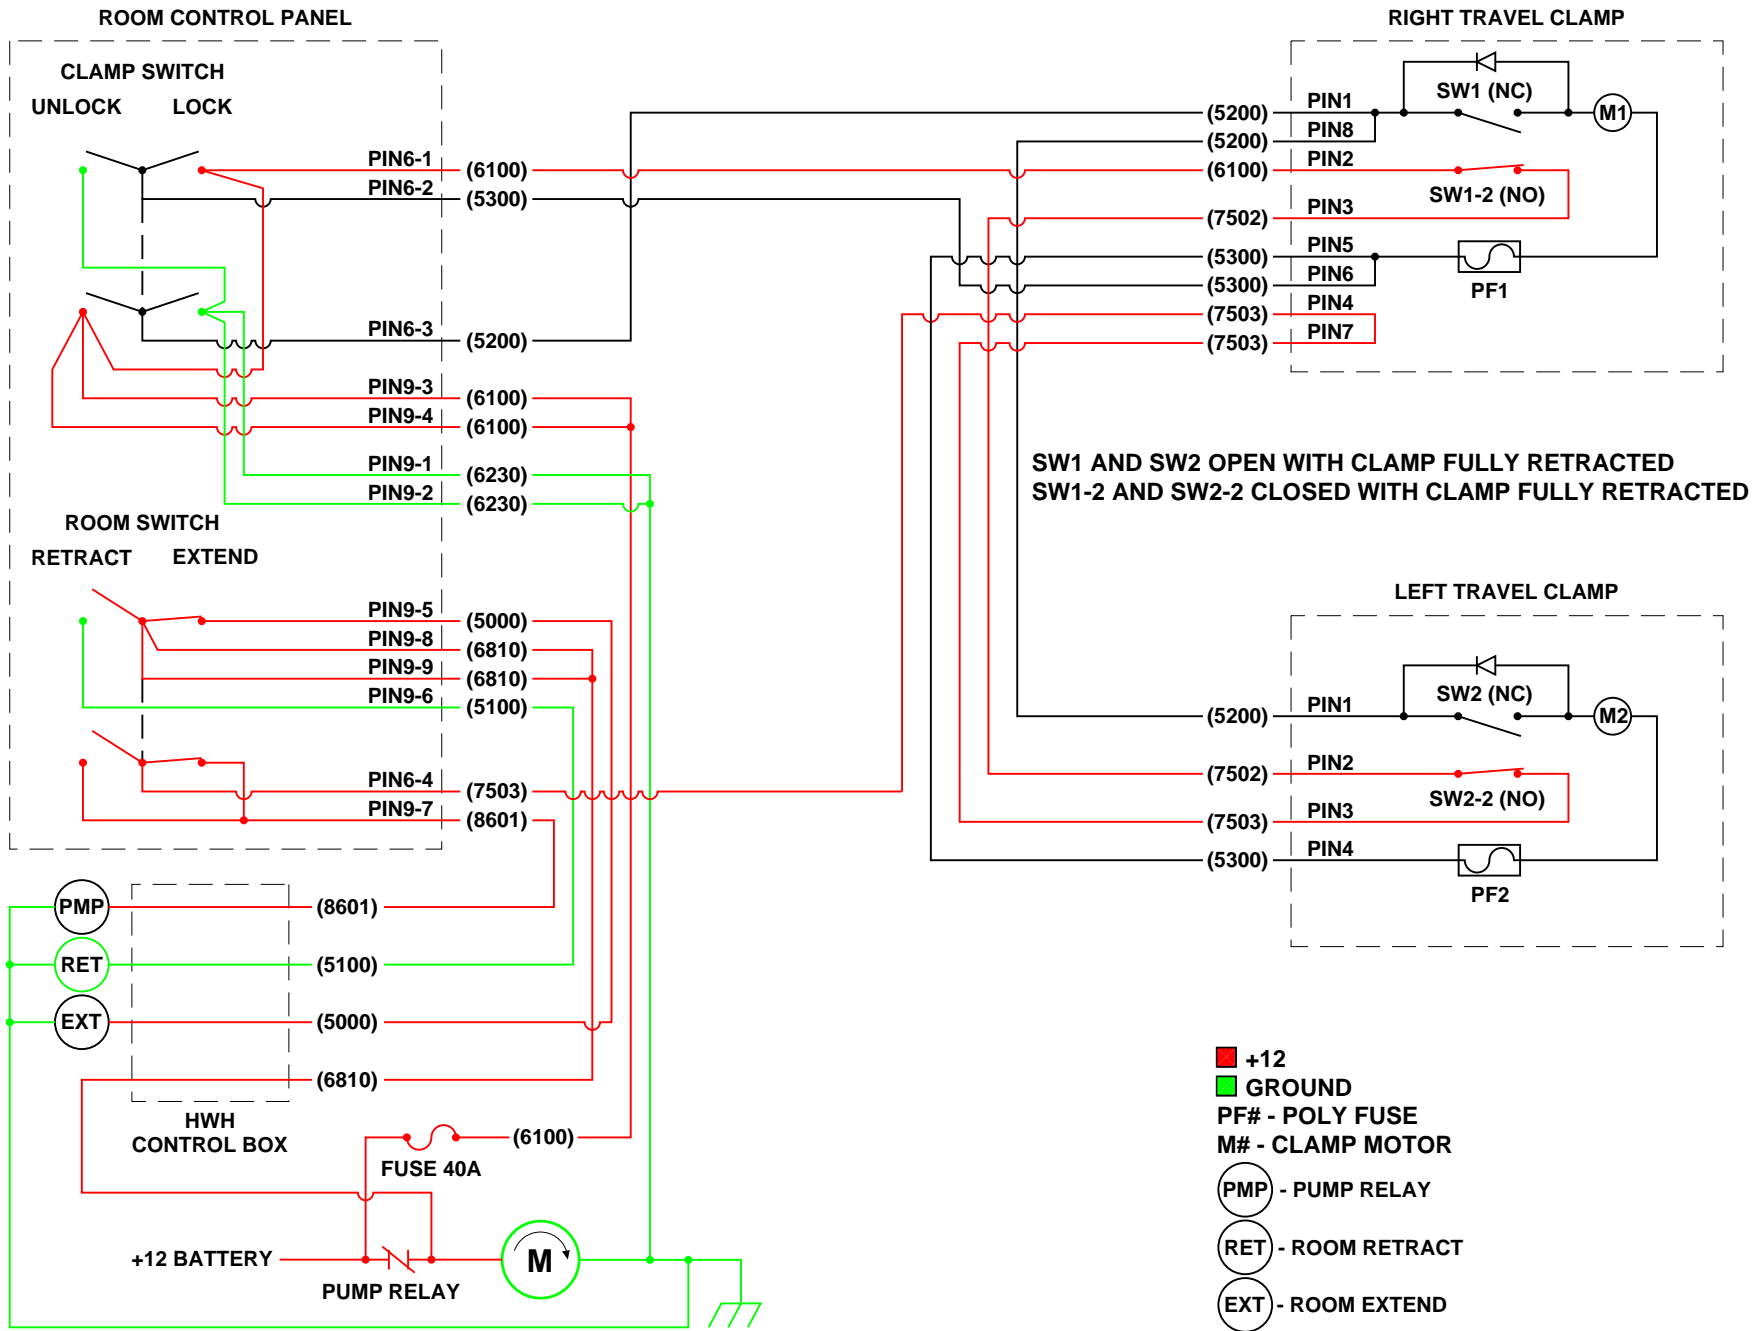 ROOM CONTROL PANEL
CLAMP SWITCH
UNLOCK LOCK
PIN6-1 (6100)
PIN6-2 (5300)
PIN6-3 (5200)
PIN9-3 (6100)
PIN9-4 (6100)
PIN9-1 (6230)
PIN9-2 (6230)
ROOM SWITCH
RETRACT EXTEND
PIN9-5 (5000)
PIN9-8 (6810)
PIN9-9 (6810)
PIN9-6 (5100)
PIN6-4 (7503)
PIN9-7 (8601)
PMP (8601)
RET (5100)
EXT (5000)
(6810)
HWH
CONTROL BOX
(6100)
FUSE 40A
+12 BATTERY
M
PUMP RELAY
RIGHT TRAVEL CLAMP
SW1 (NC)
(5200) PIN1 M1
(5200) PIN8
(6100) PIN2
SW1-2 (NO)
(7502) PIN3
(5300) PIN5
(5300) PIN6
PF1
(7503) PIN4
(7503) PIN7
SW1 AND SW2 OPEN WITH CLAMP FULLY RETRACTED
SW1-2 AND SW2-2 CLOSED WITH CLAMP FULLY RETRACTED
LEFT TRAVEL CLAMP
SW2 (NC)
(5200) PIN1 M2
(7502) PIN2
SW2-2 (NO)
(7503) PIN3
(5300) PIN4
PF2
+12
GROUND
PF# - POLY FUSE
M# - CLAMP MOTOR
PMP - PUMP RELAY
RET - ROOM RETRACT
EXT - ROOM EXTEND